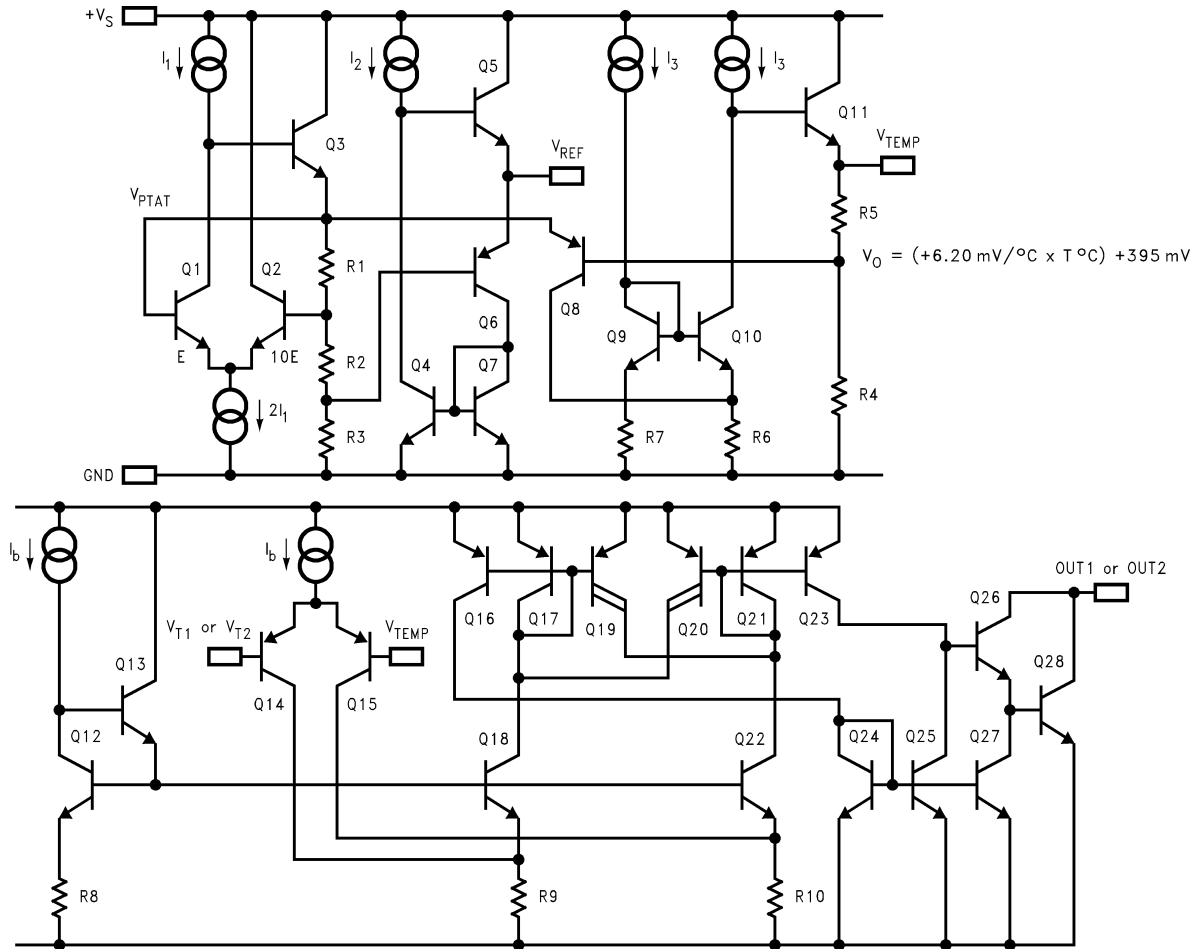 +VS
I1
I2
Q5
I3
I3
Q11
Q3
VREF
VTEMP
VPTAT
R5
Q1
Q2
R1
VO = (+6.20 mV/°C x T °C) +395 mV
Q8
Q6
Q9
Q10
E
10E
R2
Q4
Q7
R4
2I1
R3
R7
R6
GND
Ib
Ib
OUT1 or OUT2
Q26
Q16
Q17
Q19
Q20
Q21
Q23
VT1 or VT2
VTEMP
Q13
Q28
Q14
Q15
Q12
Q18
Q22
Q24
Q25
Q27
R8
R9
R10